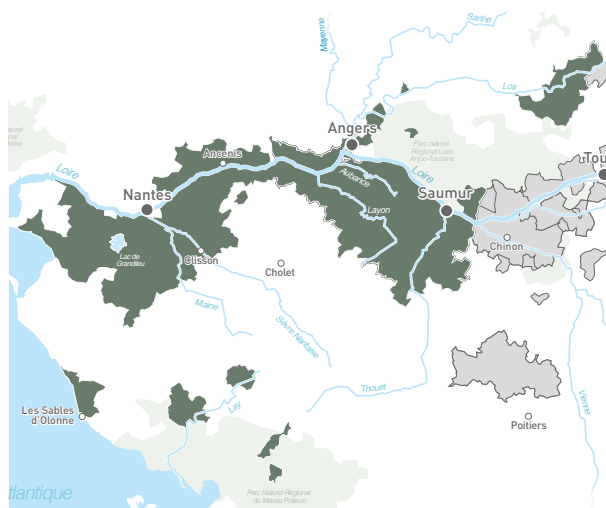 Sarthe
Mayenne
Loir
Angers
Parc naturel
Régional Loire
Anjou-Touraine
Ancenis
Loire
Aubance
Loire
Tou
Nantes
Saumur
Layon
Chinon
Lac de
Grandlieu
Clisson
Cholet
Maine
Sèvre Nantaise
Thouet
Lay
Vienne
Les Sables
d'Olonne
Poitiers
atlantique
Parc Naturel Régional
du Marais Poitevin